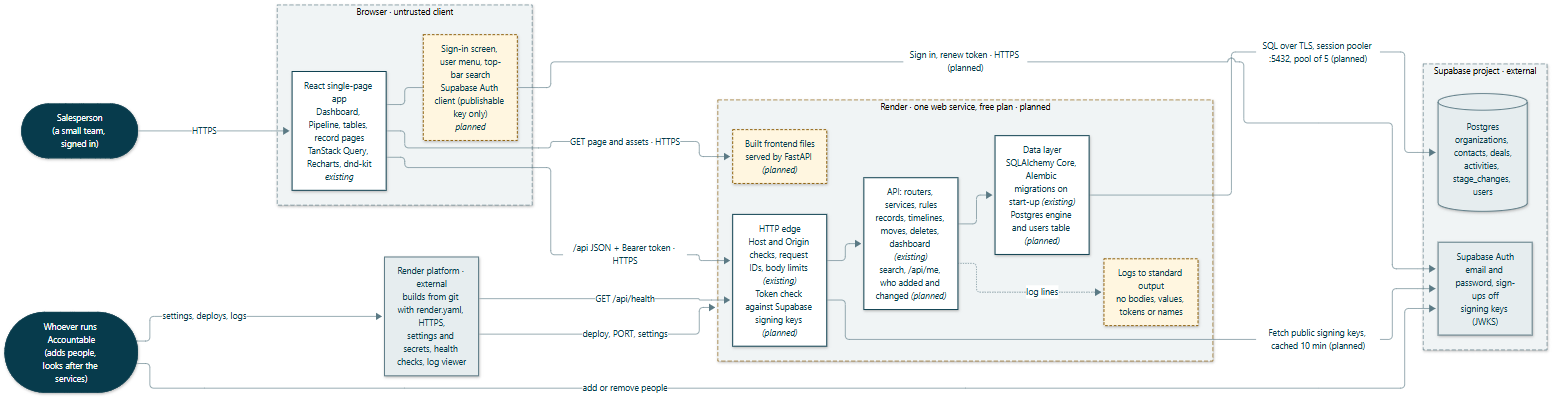 Browser · untrusted client
Salesperson
(a small team,
signed in)
HTTPS
React single-page
app
Dashboard,
Pipeline, tables,
record pages
TanStack Query,
Recharts, dnd-kit
existing
Sign-in screen,
user menu, top-
bar search
Supabase Auth
client (publishable
key only)
planned
Sign in, renew token · HTTPS
(planned)
GET page and assets · HTTPS
/api JSON + Bearer token ·
HTTPS
Whoever runs
Accountable
(adds people,
looks after the
services)
settings, deploys, logs
Render platform ·
external
builds from git
with render.yaml,
HTTPS,
settings and
secrets, health
checks, log viewer
GET /api/health
deploy, PORT, settings
add or remove people
Render · one web service, free plan · planned
Built frontend files
served by FastAPI
(planned)
HTTP edge
Host and Origin
checks, request
IDs, body limits
(existing)
Token check
against Supabase
signing keys
(planned)
API: routers,
services, rules
records, timelines,
moves, deletes,
dashboard
(existing)
search, /api/me,
who added and
changed (planned)
Data layer
SQLAlchemy Core,
Alembic
migrations on
start-up (existing)
Postgres engine
and users table
(planned)
log lines
Logs to standard
output
no bodies, values,
tokens or names
SQL over TLS, session pooler
:5432, pool of 5 (planned)
Fetch public signing keys,
cached 10 min (planned)
Supabase project · external
Postgres
organizations,
contacts, deals,
activities,
stage_changes,
users
Supabase Auth
email and
password, sign-
ups off
signing keys
(JWKS)